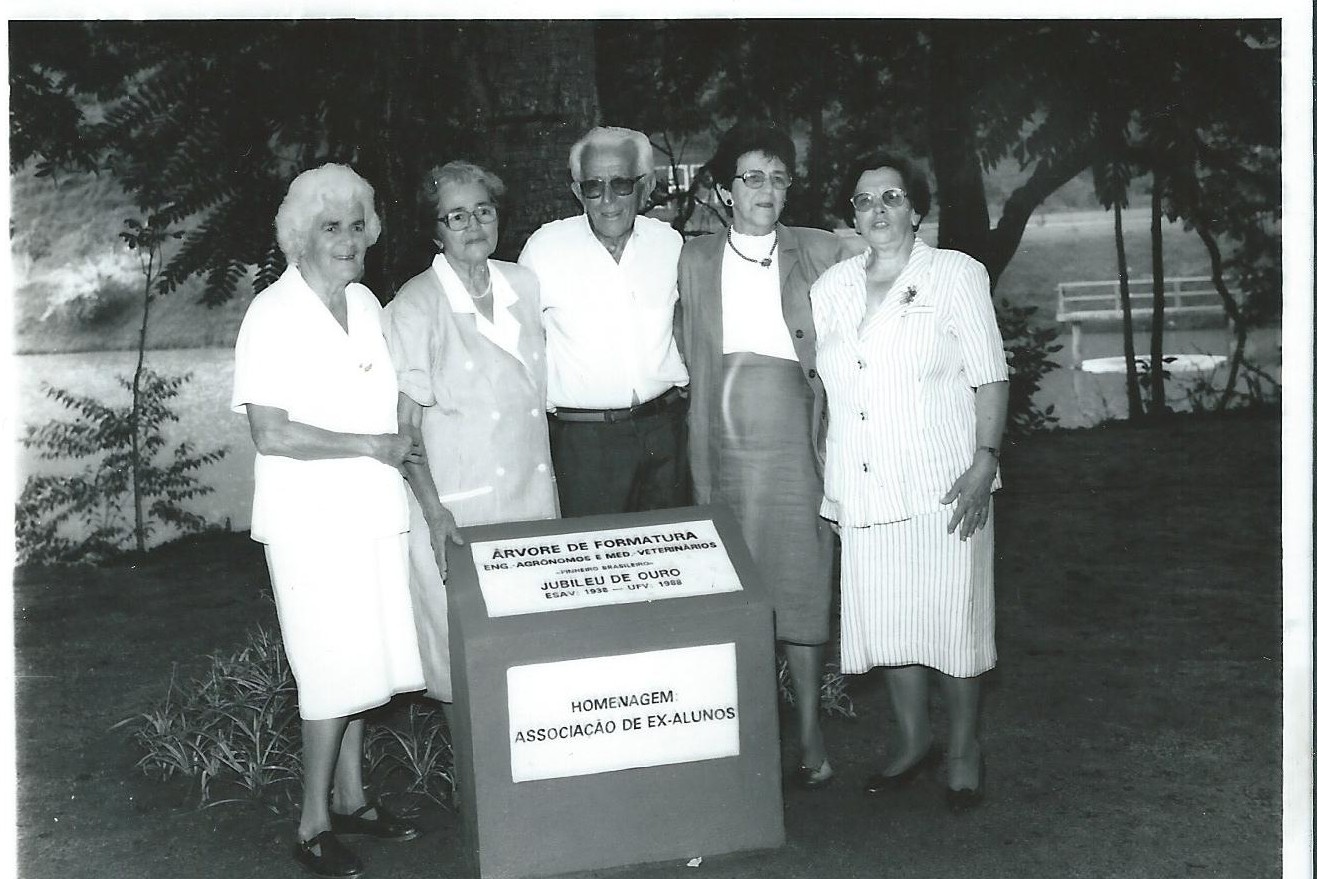 ÁRVORE DE FORMATURA
ENG.-AGRÔNOMOS E MED.-VETERINÁRIOS
-PINHEIRO BRASILEIRO-
JUBILEU DE OURO
ESAV: 1938 — UFV: 1988
HOMENAGEM:
ASSOCIAÇÃO DE EX-ALUNOS